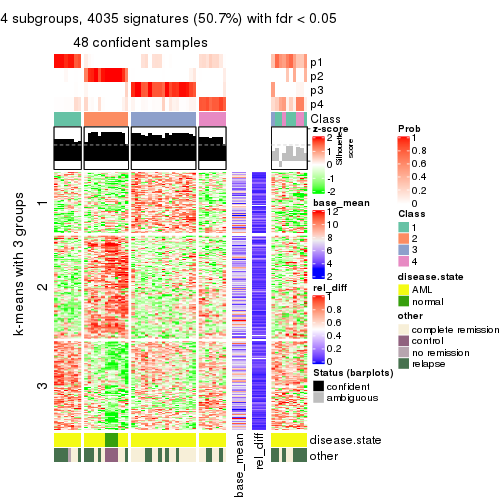 4 subgroups, 4035 signatures (50.7%) with fdr < 0.05
48 confident samples
p1
p2
p3
p4
Class
Silhouette
score
k-means with 3 groups
1
2
3
base_mean
rel_diff
disease.state
other
z-score
2
1
0
-1
-2
base_mean
12
10
8
6
4
2
rel_diff
1
0.8
0.6
0.4
0.2
0
Status (barplots)
confident
ambiguous
Prob
1
0.8
0.6
0.4
0.2
0
Class
1
2
3
4
disease.state
AML
normal
other
complete remission
control
no remission
relapse